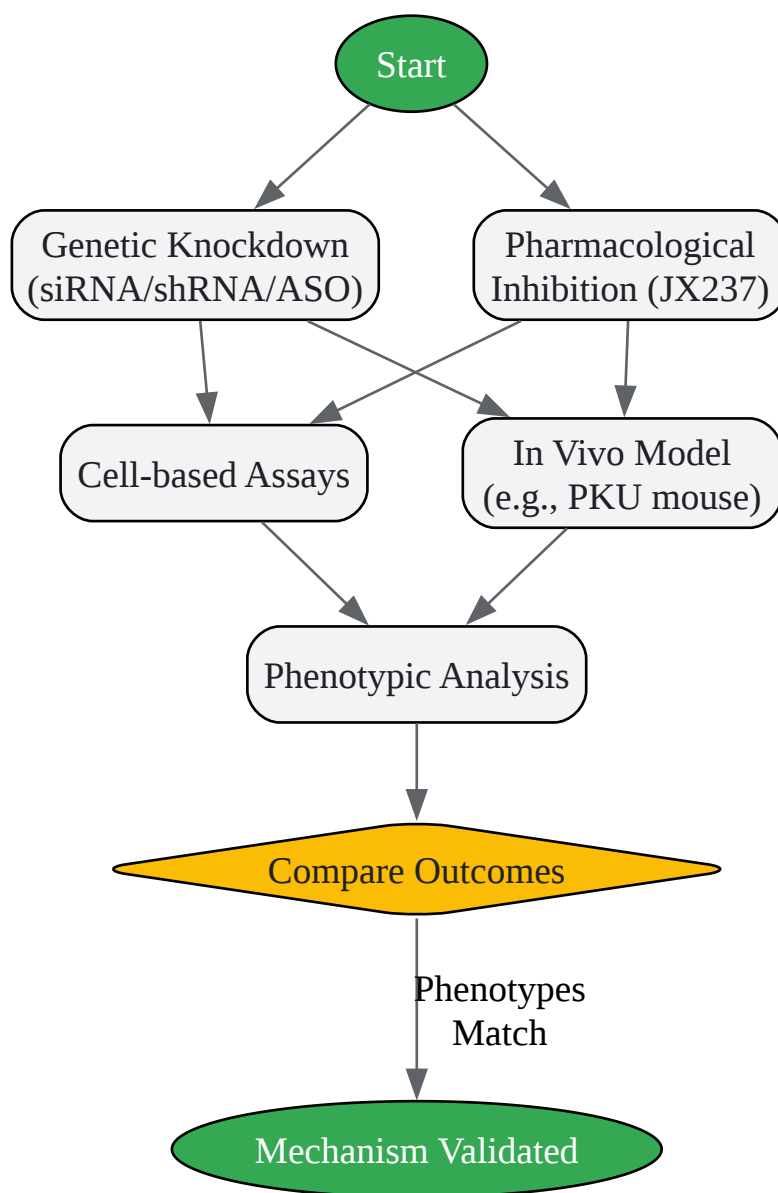 Start
Genetic Knockdown
(siRNA/shRNA/ASO)
Pharmacological
Inhibition (JX237)
Cell-based Assays
In Vivo Model
(e.g., PKU mouse)
Phenotypic Analysis
Compare Outcomes
Phenotypes
Match
Mechanism Validated